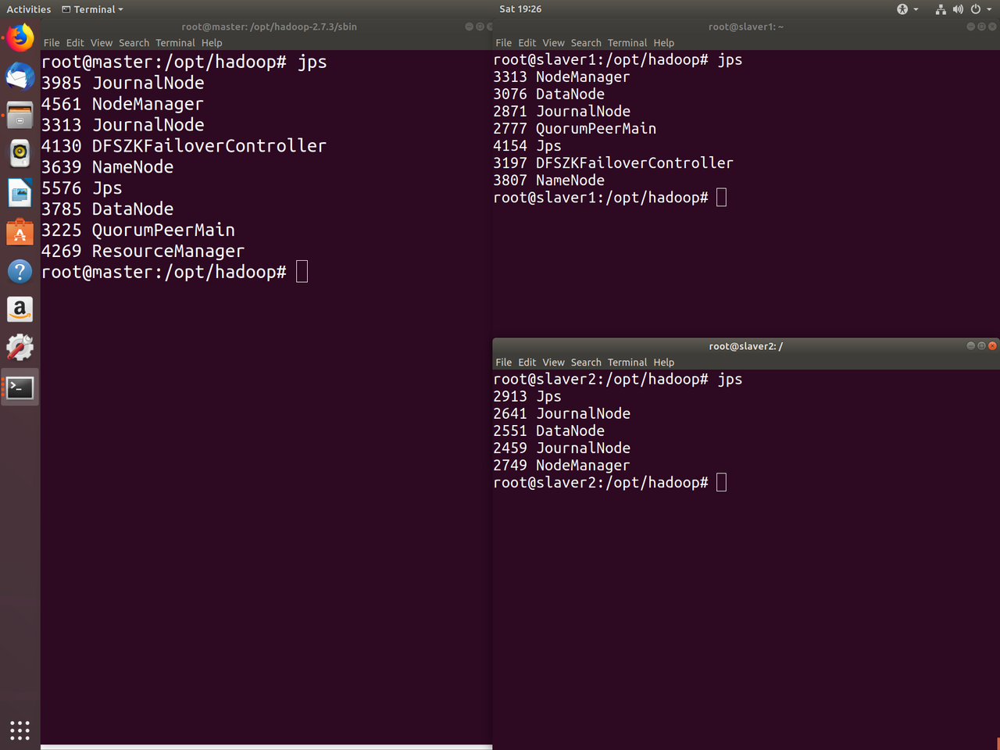 Activities Terminal Sat 19:26
root@master: /opt/hadoop-2.7.3/sbin
File Edit View Search Terminal Help
root@master:/opt/hadoop# jps
3985 JournalNode
4561 NodeManager
3313 JournalNode
4130 DFSZKFailoverController
3639 NameNode
5576 Jps
3785 DataNode
3225 QuorumPeerMain
4269 ResourceManager
root@master:/opt/hadoop#
root@slaver1: ~
File Edit View Search Terminal Help
root@slaver1:/opt/hadoop# jps
3313 NodeManager
3076 DataNode
2871 JournalNode
2777 QuorumPeerMain
4154 Jps
3197 DFSZKFailoverController
3807 NameNode
root@slaver1:/opt/hadoop#
root@slaver2: /
File Edit View Search Terminal Help
root@slaver2:/opt/hadoop# jps
2913 Jps
2641 JournalNode
2551 DataNode
2459 JournalNode
2749 NodeManager
root@slaver2:/opt/hadoop#